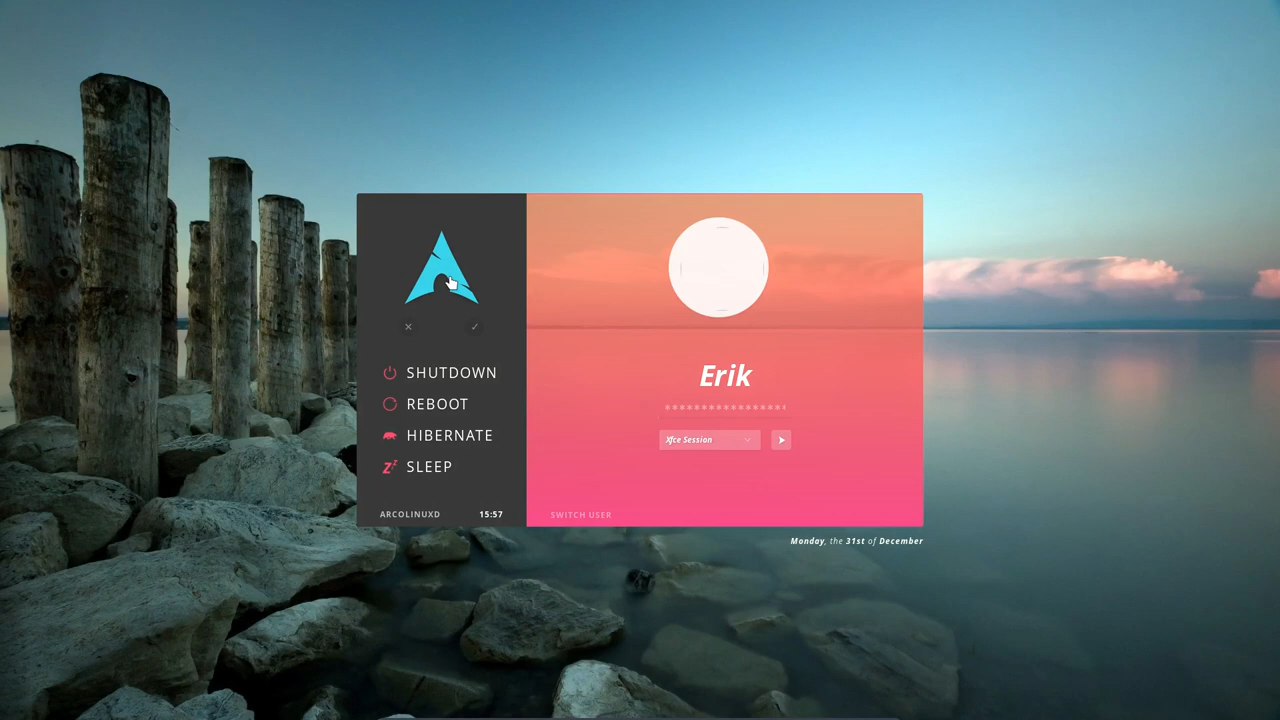 SHUTDOWN
REBOOT
HIBERNATE
SLEEP
ARCOLINUXD 15:57
Erik
Xfce Session
SWITCH USER
Monday, the 31st of December